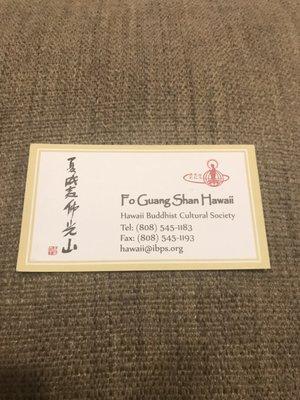 夏威夷佛光山
Fo Guang Shan Hawaii
Hawaii Buddhist Cultural Society
Tel: (808) 545-1183
Fax: (808) 545-1193
hawaii@ibps.org